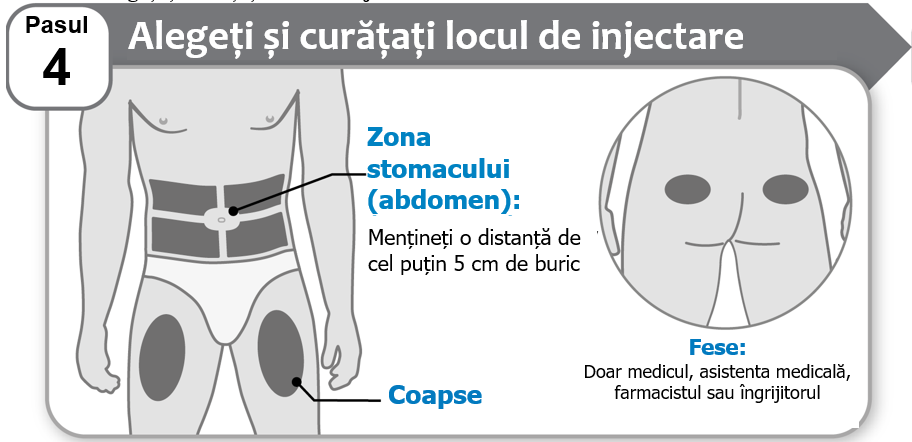 Pasul
4
Alegeți și curățați locul de injectare
Zona
stomacului
(abdomen):
Mențineți o distanță de
cel puțin 5 cm de buric
Coapse
Fese:
Doar medicul, asistenta medicală,
farmacistul sau îngrijitorul